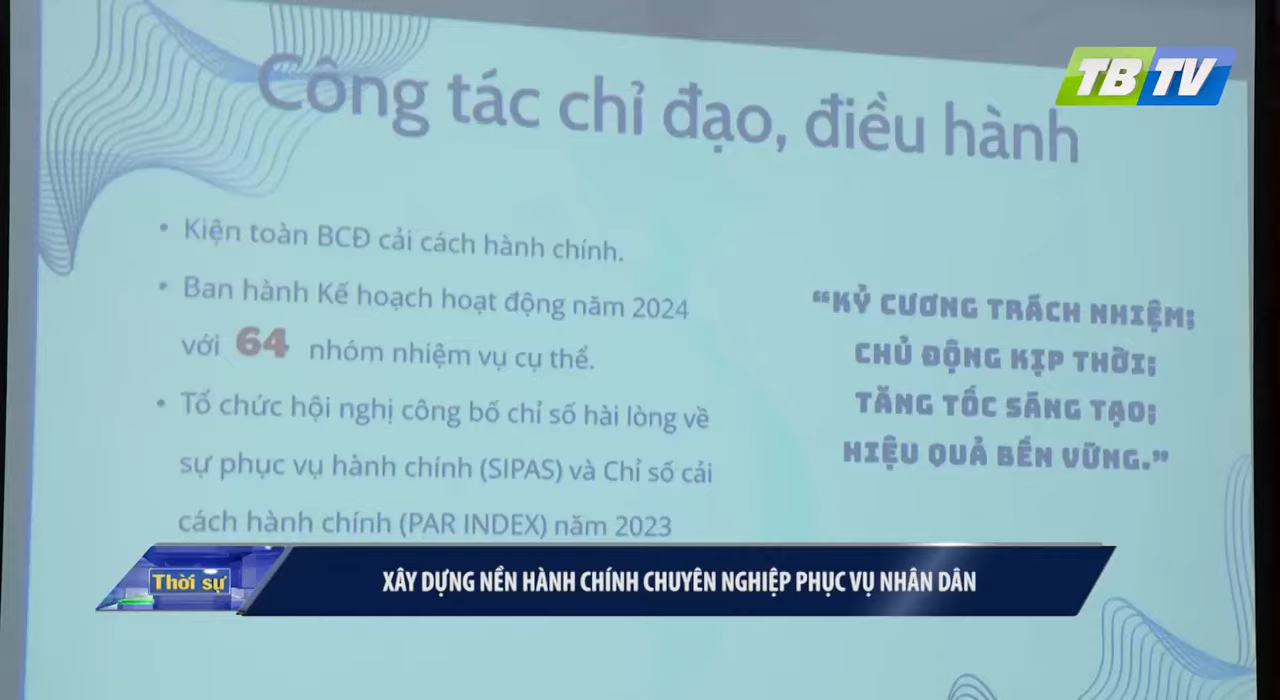 TBTV
Công tác chỉ đạo, điều hành
• Kiện toàn BCĐ cải cách hành chính.
• Ban hành Kế hoạch hoạt động năm 2024
với 64 nhóm nhiệm vụ cụ thể.
• Tổ chức hội nghị công bố chỉ số hài lòng về
sự phục vụ hành chính (SIPAS) và Chỉ số cải
cách hành chính (PAR INDEX) năm 2023
“KỶ CƯƠNG TRÁCH NHIỆM;
CHỦ ĐỘNG KỊP THỜI;
TĂNG TỐC SÁNG TẠO;
HIỆU QUẢ BỀN VỮNG.”
Thời sự
XÂY DỰNG NỀN HÀNH CHÍNH CHUYÊN NGHIỆP PHỤC VỤ NHÂN DÂN